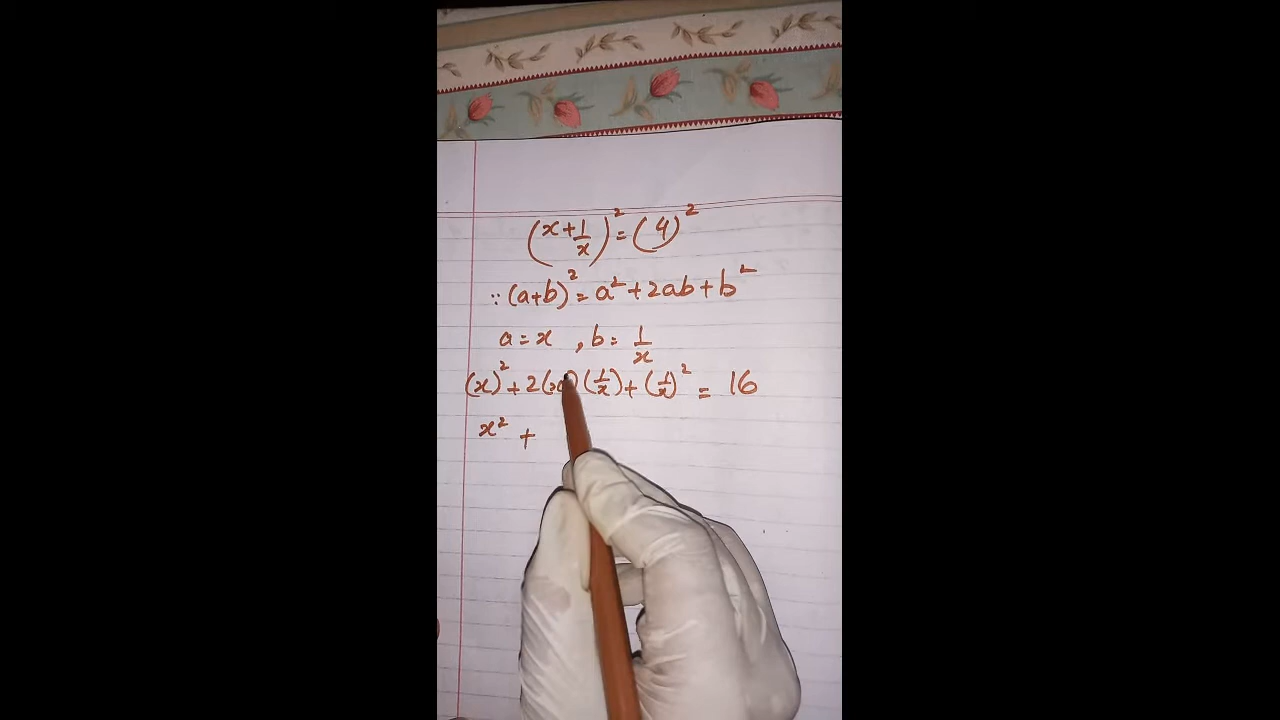 (x+1/x)² = (4)²
∵ (a+b)² = a² + 2ab + b²
a = x , b = 1/x
(x)² + 2(x)(1/x) + (1/x)² = 16
x² +